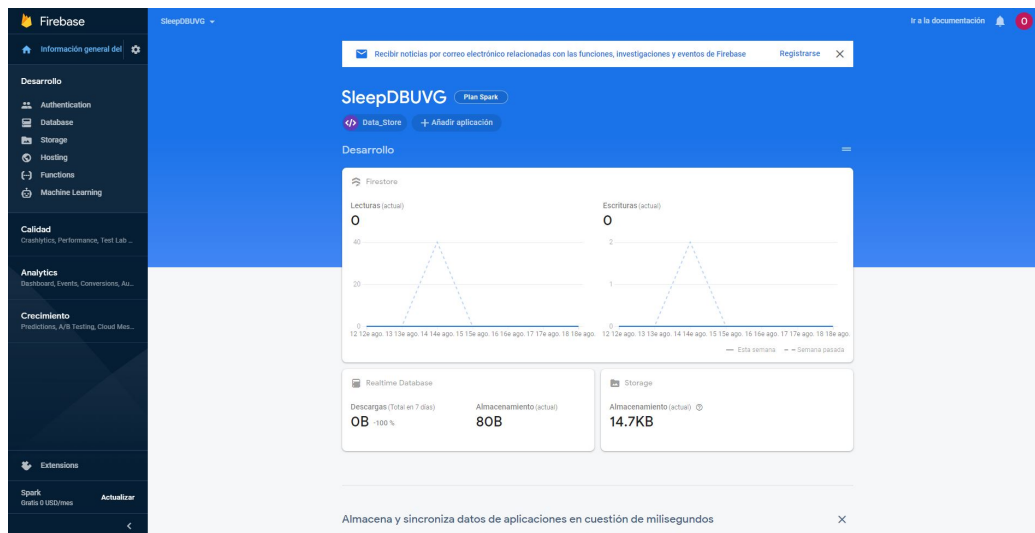 Firebase
SleepDBUVG
Ir a la documentación
O
Información general del
Recibir noticias por correo electrónico relacionadas con las funciones, investigaciones y eventos de Firebase
Registrarse
Desarrollo
Authentication
Database
Storage
Hosting
Functions
Machine Learning
Calidad
Crashlytics, Performance, Test Lab ...
Analytics
Dashboard, Events, Conversions, Au...
Crecimiento
Predictions, A/B Testing, Cloud Mes...
Extensions
Spark
Gratis 0 USD/mes
Actualizar
SleepDBUVG
Plan Spark
Data_Store
+ Añadir aplicación
Desarrollo
Firestore
Lecturas (actual)
0
40
20
0
12 12e ago. 13 13e ago. 14 14e ago. 15 15e ago. 16 16e ago. 17 17e ago. 18 18e ago.
Escrituras (actual)
0
2
1
0
12 12e ago. 13 13e ago. 14 14e ago. 15 15e ago. 16 16e ago. 17 17e ago. 18 18e ago.
Esta semana
Semana pasada
Realtime Database
Descargas (Total en 7 días)
0B -100 %
Almacenamiento (actual)
80B
Storage
Almacenamiento (actual)
14.7KB
Almacena y sincroniza datos de aplicaciones en cuestión de milisegundos